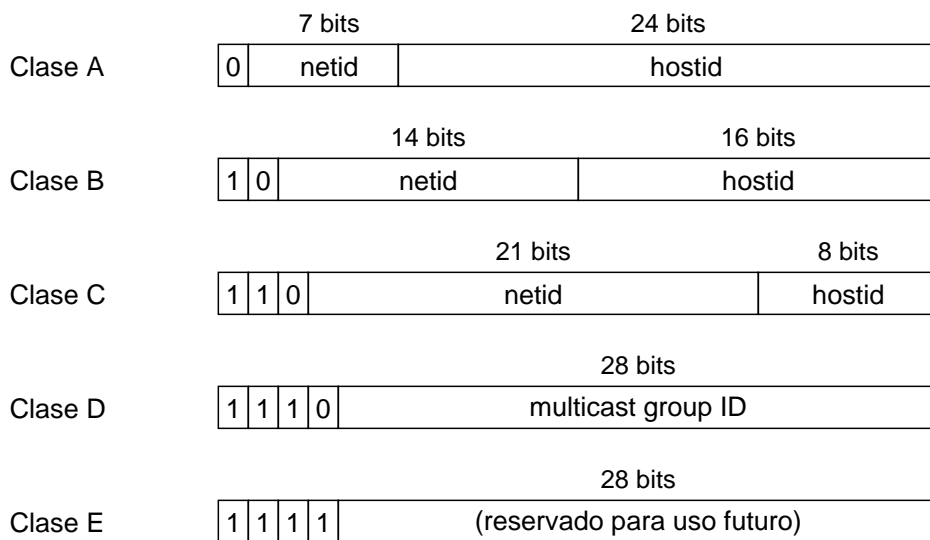 7 bits 24 bits
Clase A 0 netid hostid
14 bits 16 bits
Clase B 1 0 netid hostid
21 bits 8 bits
Clase C 1 1 0 netid hostid
28 bits
Clase D 1 1 1 0 multicast group ID
28 bits
Clase E 1 1 1 1 (reservado para uso futuro)